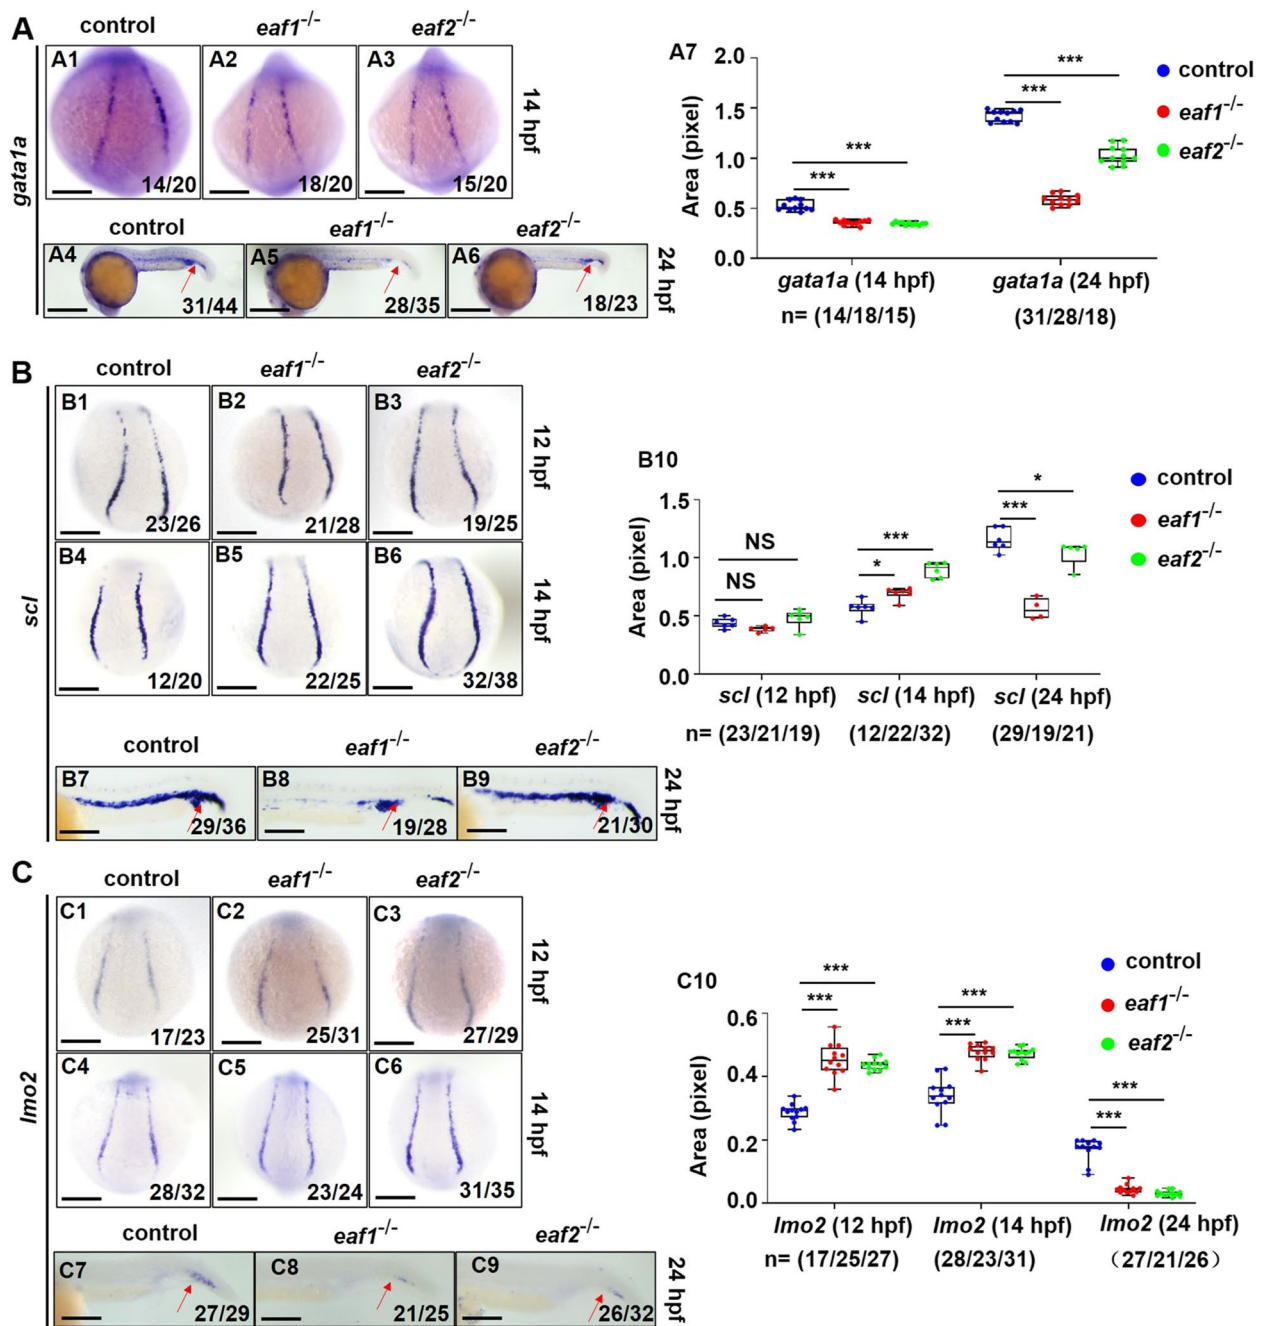 A
control
eaf1-/-
eaf2-/-
gata1a
A1
14/20
A2
18/20
A3
15/20
14 hpf
control
eaf1-/-
eaf2-/-
A4
31/44
A5
28/35
A6
18/23
24 hpf
A7
Area (pixel)
2.0
1.5
1.0
0.5
0.0
***
***
***
***
control
eaf1-/-
eaf2-/-
gata1a (14 hpf)
gata1a (24 hpf)
n= (14/18/15)
(31/28/18)
B
control
eaf1-/-
eaf2-/-
scl
B1
23/26
B2
21/28
B3
19/25
12 hpf
B4
12/20
B5
22/25
B6
32/38
14 hpf
control
eaf1-/-
eaf2-/-
B7
29/36
B8
19/28
B9
21/30
24 hpf
B10
Area (pixel)
1.5
1.0
0.5
0.0
NS
NS
***
*
*
***
control
eaf1-/-
eaf2-/-
scl (12 hpf)
scl (14 hpf)
scl (24 hpf)
n= (23/21/19)
(12/22/32)
(29/19/21)
C
control
eaf1-/-
eaf2-/-
lmo2
C1
17/23
C2
25/31
C3
27/29
12 hpf
C4
28/32
C5
23/24
C6
31/35
14 hpf
control
eaf1-/-
eaf2-/-
C7
27/29
C8
21/25
C9
26/32
24 hpf
C10
Area (pixel)
0.6
0.4
0.2
0.0
***
***
***
***
***
***
control
eaf1-/-
eaf2-/-
lmo2 (12 hpf)
lmo2 (14 hpf)
lmo2 (24 hpf)
n= (17/25/27)
(28/23/31)
(27/21/26)